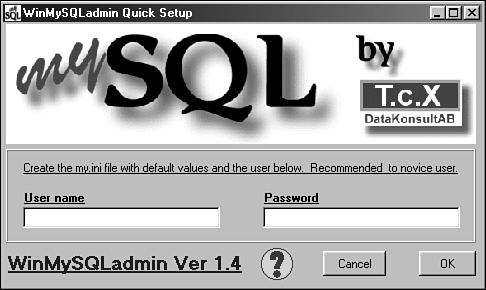 WinMySQLadmin Quick Setup
mySQL by
T.c.X
DataKonsultAB
Create the my.ini file with default values and the user below. Recommended to novice user.
User name Password
WinMySQLadmin Ver 1.4 ? Cancel OK